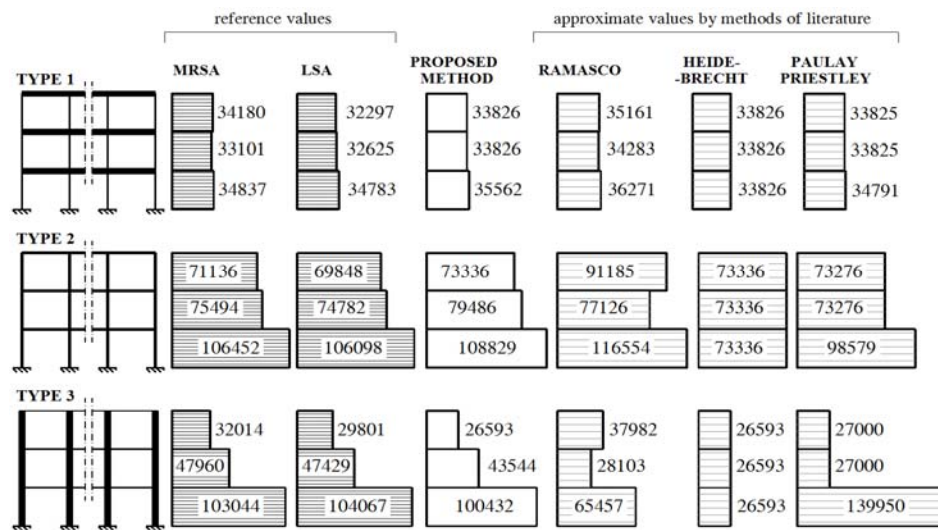 reference values
approximate values by methods of literature
MRSA
LSA
PROPOSED
METHOD
RAMASCO
HEIDE-
-BRECHT
PAULAY
PRIESTLEY
TYPE 1
34180 32297 33826 35161 33826 33825
33101 32625 33826 34283 33826 33825
34837 34783 35562 36271 33826 34791
TYPE 2
71136 69848 73336 91185 73336 73276
75494 74782 79486 77126 73336 73276
106452 106098 108829 116554 73336 98579
TYPE 3
32014 29801 26593 37982 26593 27000
47960 47429 43544 28103 26593 27000
103044 104067 100432 65457 26593 139950